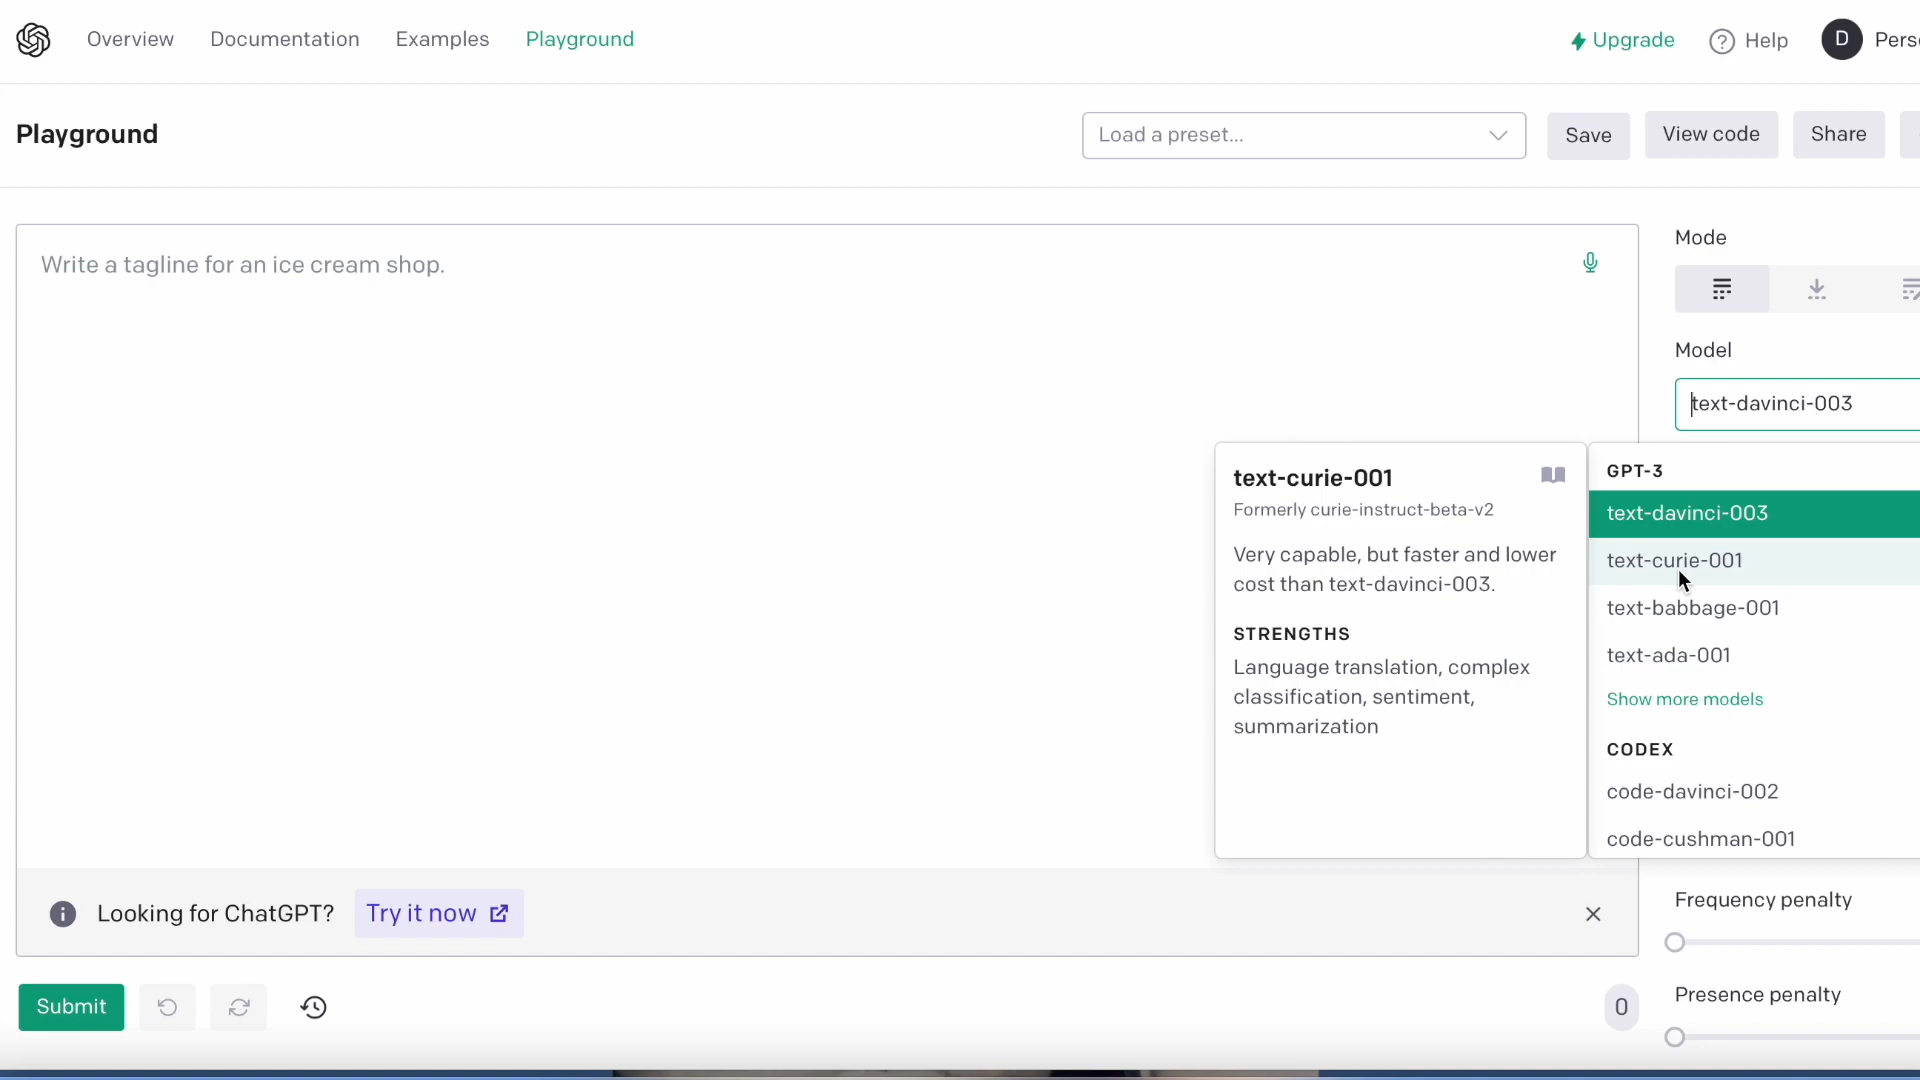 Overview Documentation Examples Playground
Upgrade Help D Perso
Playground
Load a preset...
Save View code Share
Write a tagline for an ice cream shop.
Mode
Model
text-davinci-003
text-curie-001
Formerly curie-instruct-beta-v2
Very capable, but faster and lower
cost than text-davinci-003.
STRENGTHS
Language translation, complex
classification, sentiment,
summarization
GPT-3
text-davinci-003
text-curie-001
text-babbage-001
text-ada-001
Show more models
CODEX
code-davinci-002
code-cushman-001
Looking for ChatGPT? Try it now
Frequency penalty
Submit
0
Presence penalty